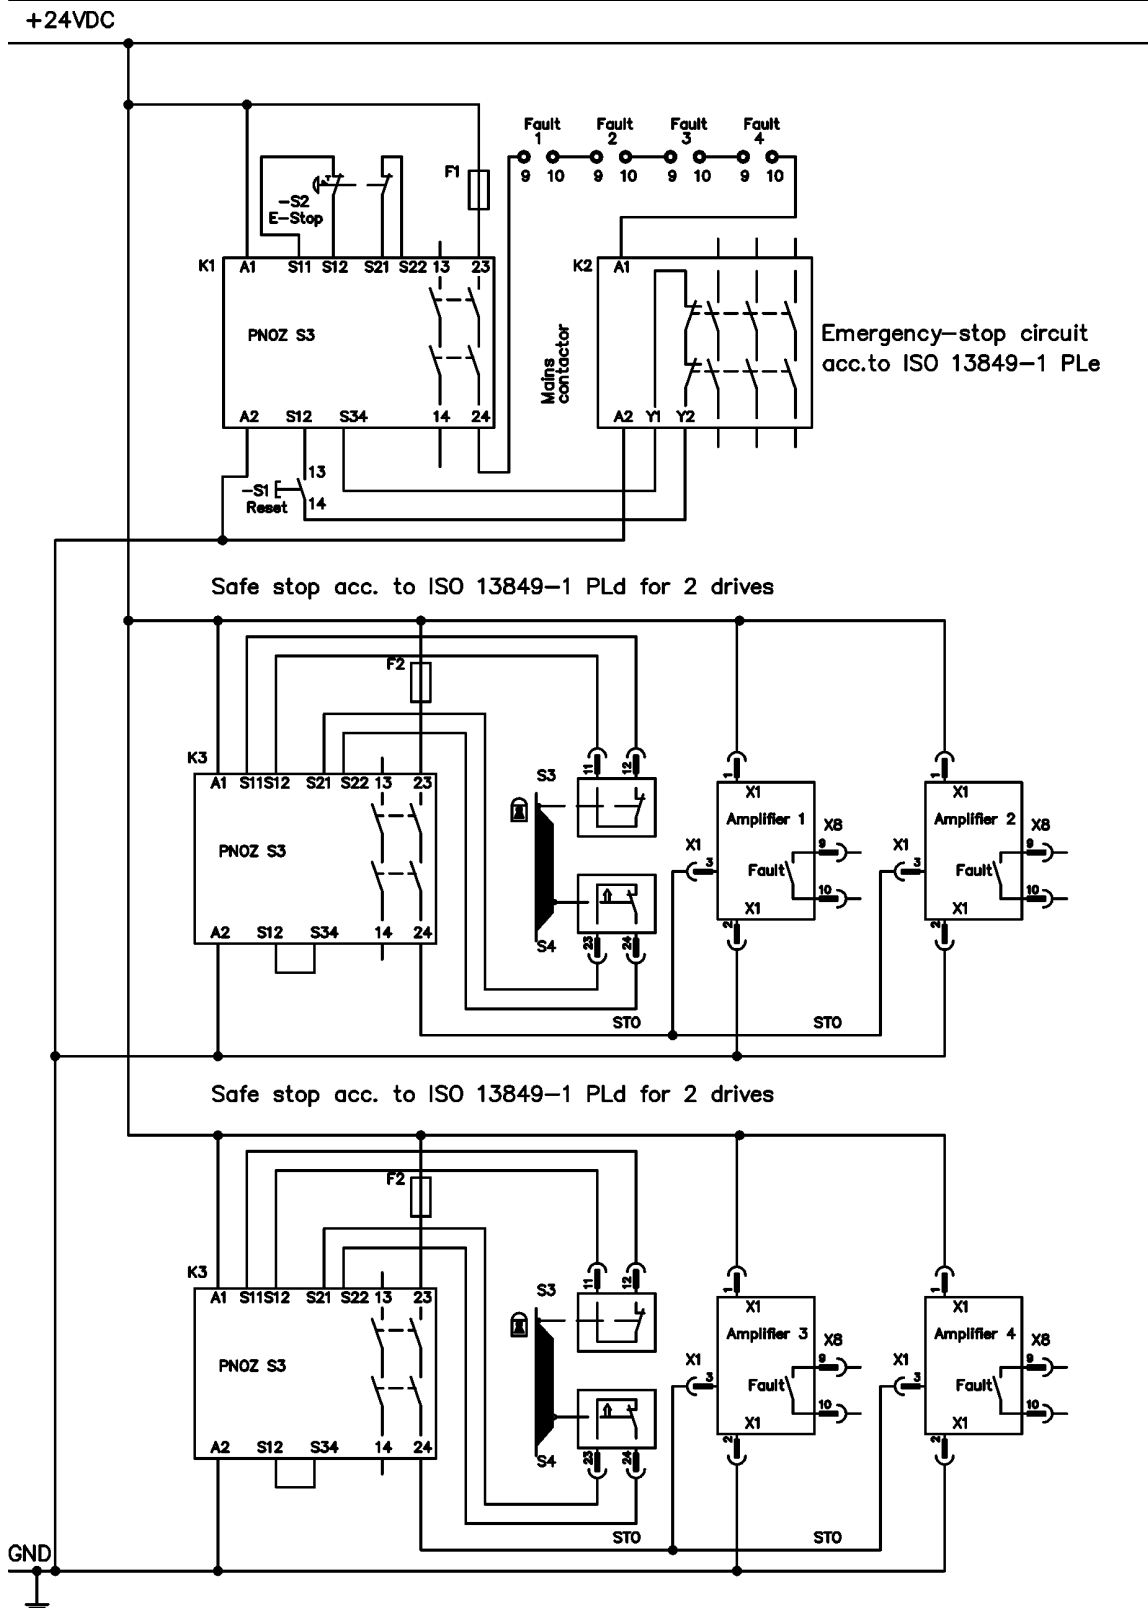 +24VDC
Fault Fault Fault Fault
1 2 3 4
F1
9 10 9 10 9 10 9 10
-S2
E-Stop
K1 A1 S11 S12 S21 S22 13 23
K2 A1
PNOZ S3
Mains
contactor
Emergency-stop circuit
acc.to ISO 13849-1 PLe
A2 S12 S34 14 24
A2 Y1 Y2
13
-S1
14
Reset
Safe stop acc. to ISO 13849-1 PLd for 2 drives
F2
K3
A1 S11 S12 S21 S22 13 23
S3
11 12
1 1
X1 X1
PNOZ S3
Amplifier 1 X8
Amplifier 2 X8
X1 3 Fault 9
X1 3 Fault 9
10 10
X1 X1
2 2
A2 S12 S34 14 24
S4
23 24
STO STO
Safe stop acc. to ISO 13849-1 PLd for 2 drives
F2
K3
A1 S11 S12 S21 S22 13 23
S3
11 12
1 1
X1 X1
PNOZ S3
Amplifier 3 X8
Amplifier 4 X8
X1 3 Fault 9
X1 3 Fault 9
10 10
X1 X1
2 2
A2 S12 S34 14 24
S4
23 24
STO STO
GND